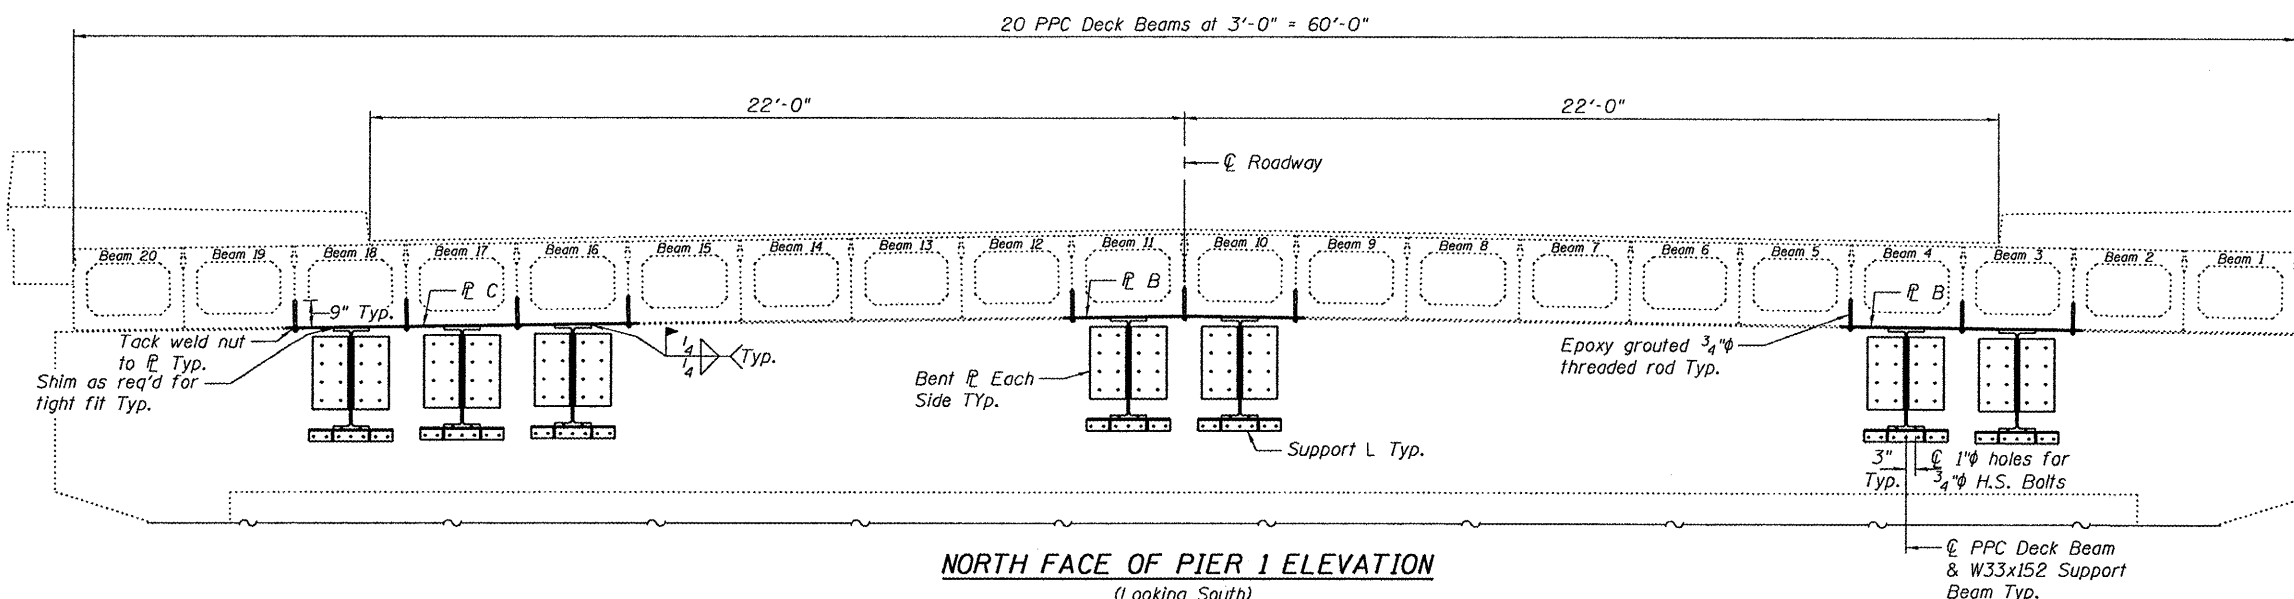 20 PPC Deck Beams at 3'-0" = 60'-0"
22'-0"
22'-0"
℄ Roadway
Beam 20
Beam 19
Beam 18
Beam 17
Beam 16
Beam 15
Beam 14
Beam 13
Beam 12
Beam 11
Beam 10
Beam 9
Beam 8
Beam 7
Beam 6
Beam 5
Beam 4
Beam 3
Beam 2
Beam 1
9" Typ.
PL C
PL B
PL B
Tack weld nut
to PL Typ.
Shim as req'd for
tight fit Typ.
1/4
1/4
Typ.
Bent PL Each
Side TYp.
Support L Typ.
Epoxy grouted 3/4"ϕ
threaded rod Typ.
3"
Typ.
℄ 1"ϕ holes for
3/4"ϕ H.S. Bolts
℄ PPC Deck Beam
& W33x152 Support
Beam Typ.
NORTH FACE OF PIER 1 ELEVATION
(Looking South)